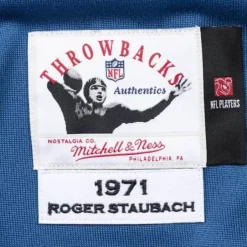 THROWBACKS
NFL
Authentics
NFL PLAYERS
NOSTALGIA CO.
Mitchell & Ness
PHILADELPHIA, PA
1971
ROGER STAUBACH